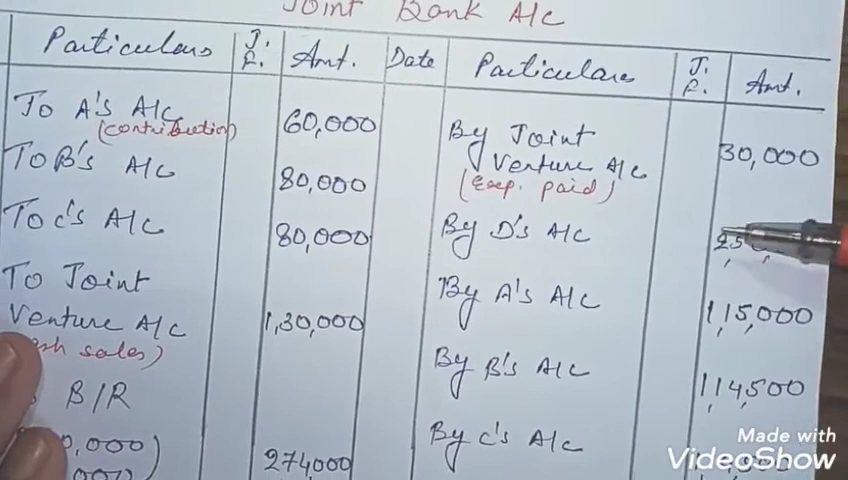 Joint Bank A/c
Particulars J.F. Amt. Date Particulars J.F. Amt.
To A's A/c 60,000
(contribution)
To B's A/c 80,000
To C's A/c 80,000
To Joint
Venture A/c 1,30,000
sales)
B/R
274,000
By Joint
Venture A/c 30,000
(Exp. paid)
By D's A/c
By A's A/c 1,15,000
By B's A/c 114,500
By C's A/c
Made with
VideoShow